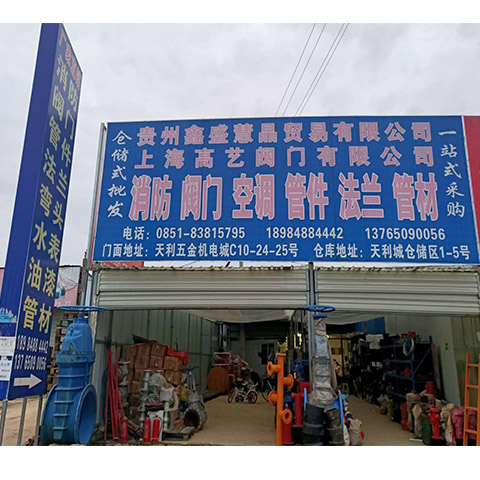 贵州鑫盛慧晶贸易有限公司
上海高艺阀门有限公司
仓储式批发
消防 阀门 空调 管件 法兰 管材
一站式采购
电话：0851-83815795 18984884442 13765090056
门面地址：天利五金机电城C10-24-25号 仓库地址：天利城仓储区1-5号
消防
阀门
管件
法兰
弯头
水表
油漆
管材
189 8488 4442
137 6509 0056